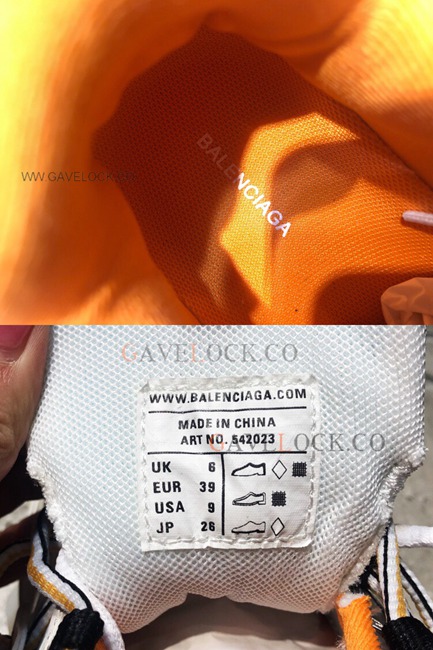 BALENCIAGA
WW.GAVELOCK.CO
GAVELOCK.CO
WWW.BALENCIAGA.COM
MADE IN CHINA
ART NO. 542023
GAVELOCK.CO
UK 6
EUR 39
USA 9
JP 26